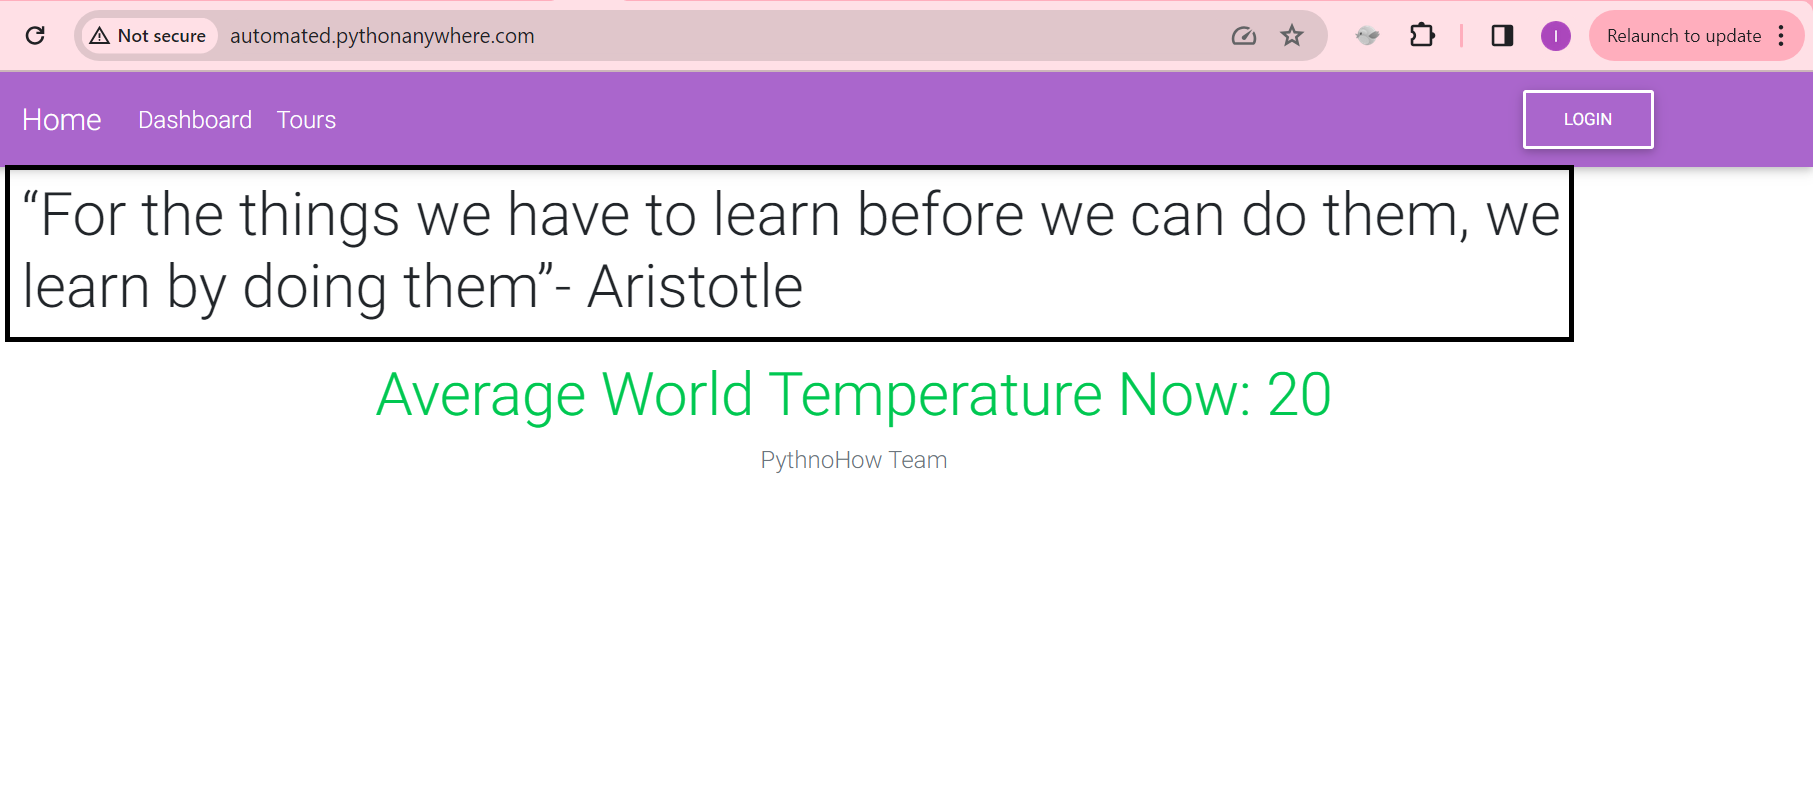 Not secure automated.pythonanywhere.com I Relaunch to update
Home Dashboard Tours LOGIN
“For the things we have to learn before we can do them, we
learn by doing them”- Aristotle
Average World Temperature Now: 20
PythnoHow Team